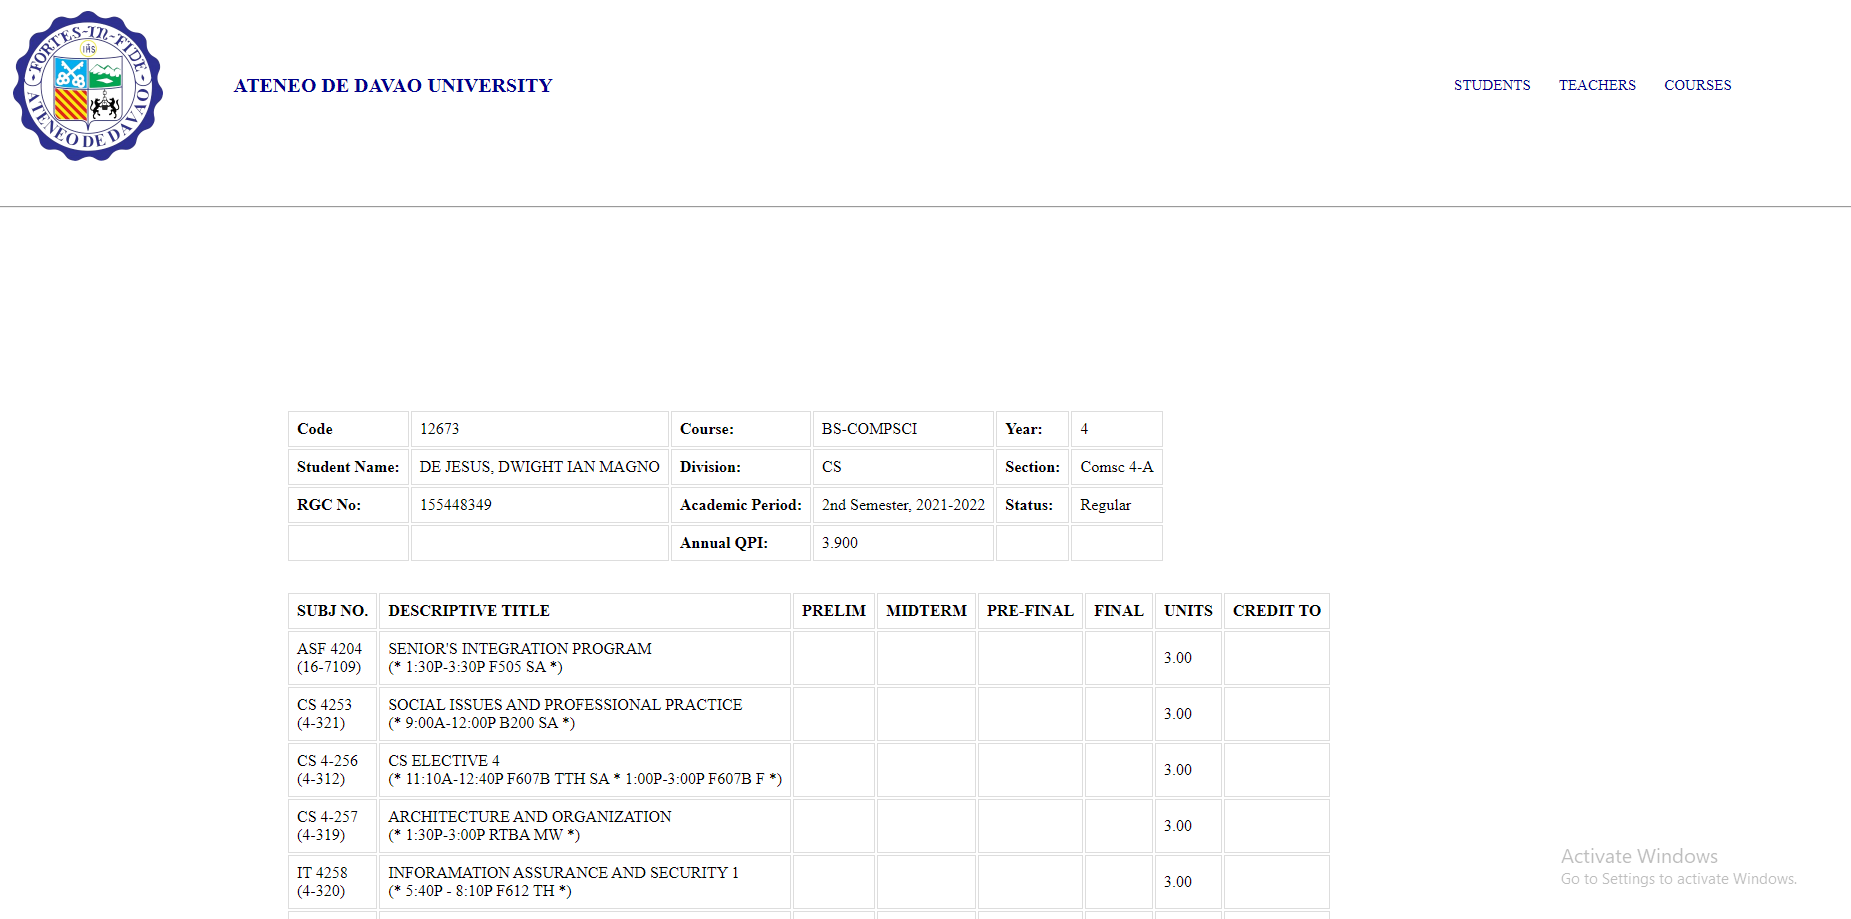 FORTES-IN-FIDE
IHS
ATENEO DE DAVAO
ATENEO DE DAVAO UNIVERSITY
STUDENTS TEACHERS COURSES
Code 12673 Course: BS-COMPSCI Year: 4
Student Name: DE JESUS, DWIGHT IAN MAGNO Division: CS Section: Comsc 4-A
RGC No: 155448349 Academic Period: 2nd Semester, 2021-2022 Status: Regular
Annual QPI: 3.900
SUBJ NO. DESCRIPTIVE TITLE PRELIM MIDTERM PRE-FINAL FINAL UNITS CREDIT TO
ASF 4204 SENIOR'S INTEGRATION PROGRAM
(16-7109) (* 1:30P-3:30P F505 SA *) 3.00
CS 4253 SOCIAL ISSUES AND PROFESSIONAL PRACTICE
(4-321) (* 9:00A-12:00P B200 SA *) 3.00
CS 4-256 CS ELECTIVE 4
(4-312) (* 11:10A-12:40P F607B TTH SA * 1:00P-3:00P F607B F *) 3.00
CS 4-257 ARCHITECTURE AND ORGANIZATION
(4-319) (* 1:30P-3:00P RTBA MW *) 3.00
IT 4258 INFORAMATION ASSURANCE AND SECURITY 1
(4-320) (* 5:40P - 8:10P F612 TH *) 3.00
Activate Windows
Go to Settings to activate Windows.